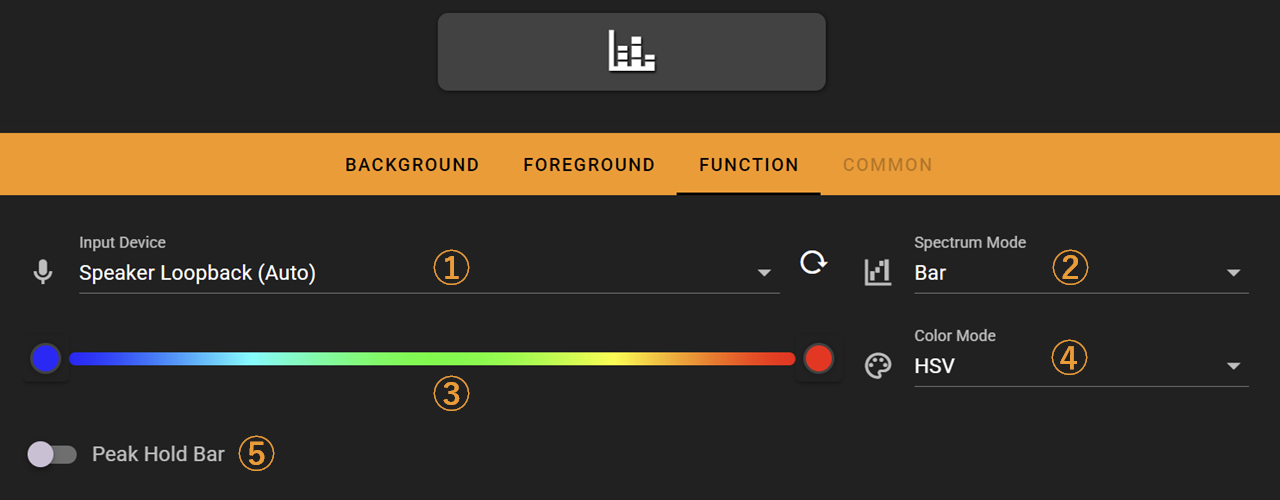 BACKGROUND FOREGROUND FUNCTION COMMON
Input Device
Speaker Loopback (Auto) ①
Spectrum Mode
Bar ②
③
Color Mode
HSV ④
Peak Hold Bar ⑤